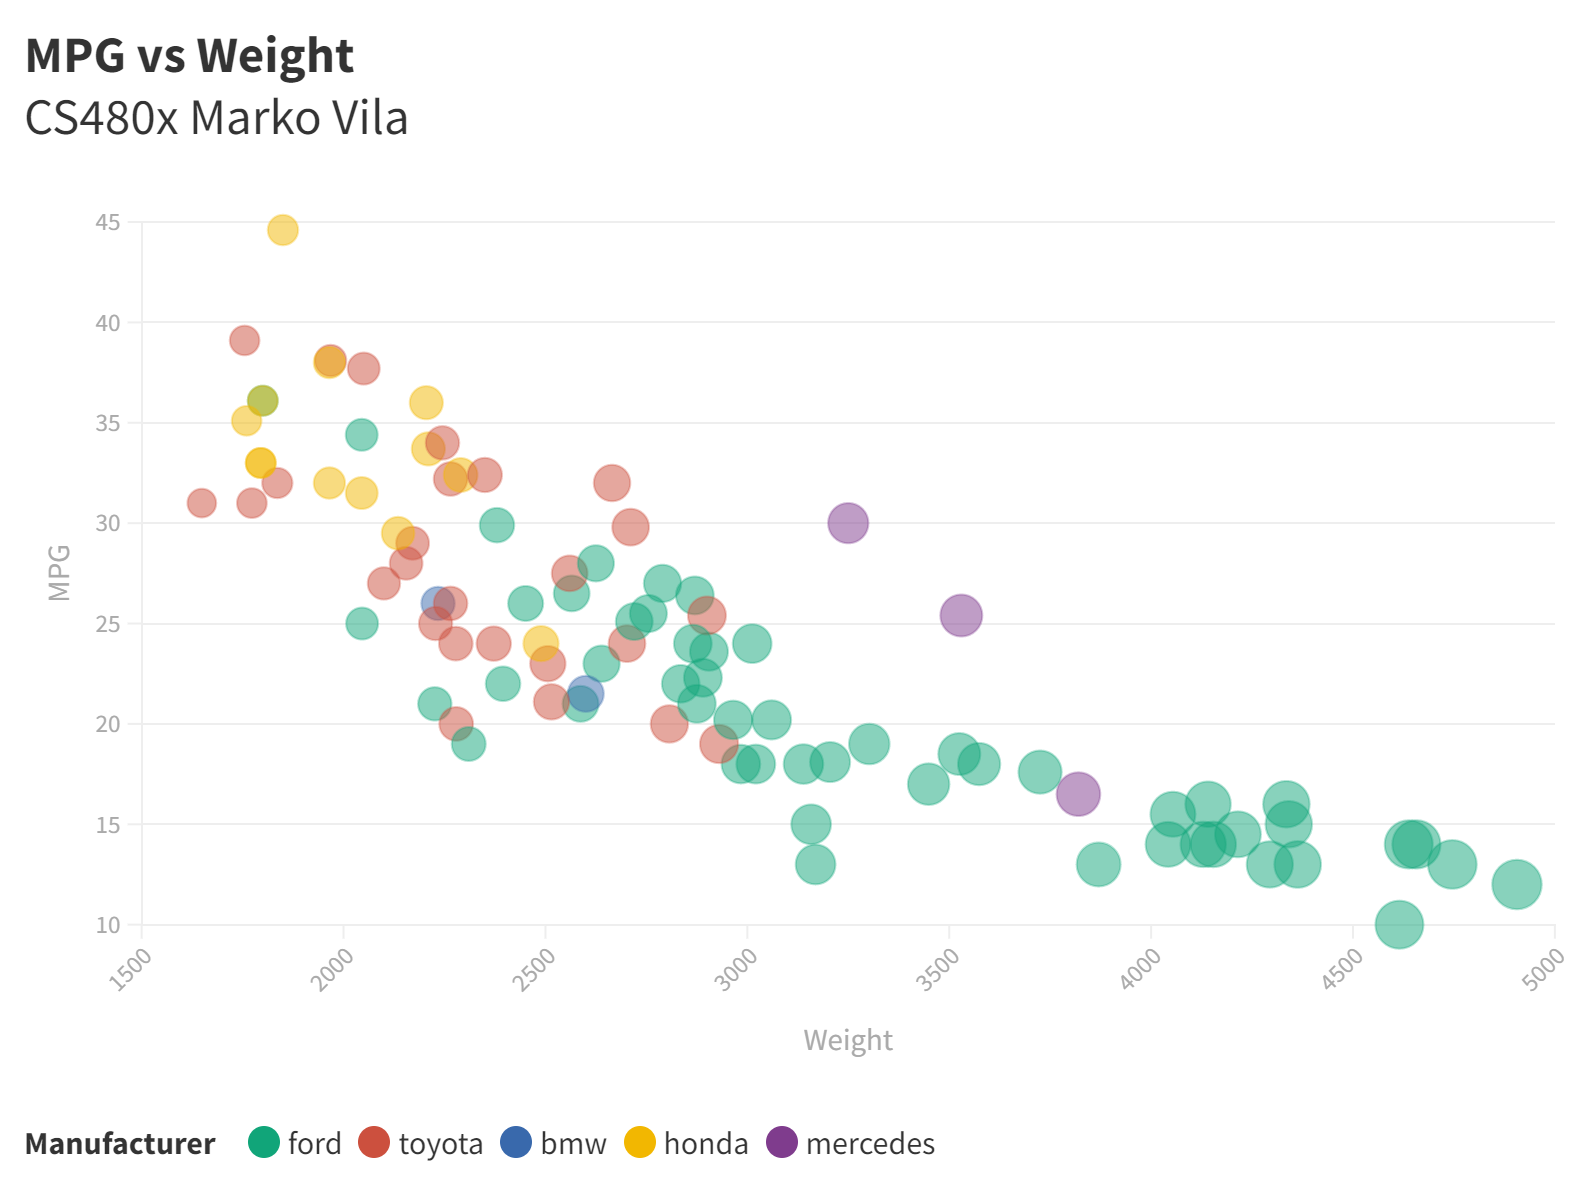 MPG vs Weight
CS480x Marko Vila
45
40
35
30
25
20
15
10
MPG
1500 2000 2500 3000 3500 4000 4500 5000
Weight
Manufacturer ford toyota bmw honda mercedes